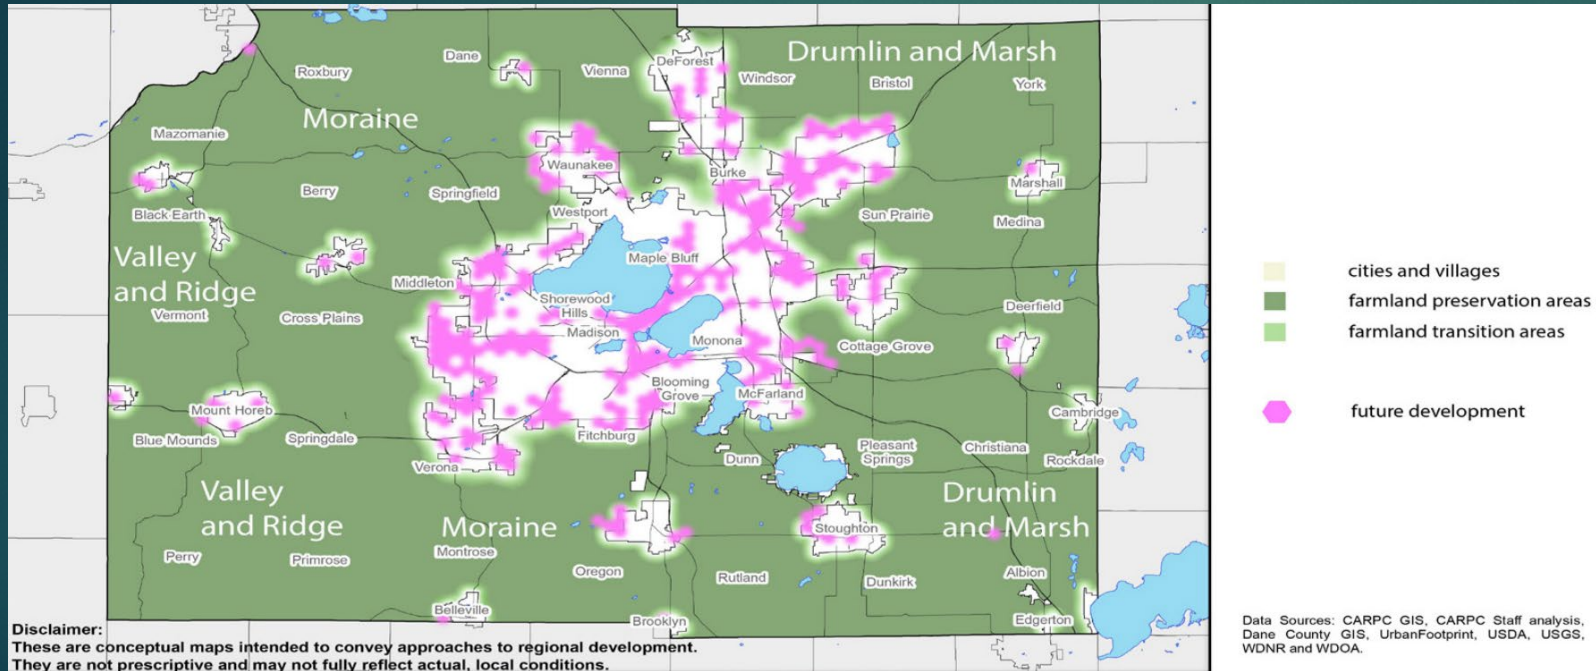 Drumlin and Marsh
Dane
DeForest
Roxbury
Vienna
Windsor
Bristol
York
Moraine
Mazomanie
Waunakee
Burke
Marshall
Berry
Springfield
Black Earth
Westport
Sun Prairie
Medina
Valley
and Ridge
Maple Bluff
Middleton
Shorewood
Hills
Deerfield
Vermont
Cross Plains
Madison
Monona
Cottage Grove
Blooming
Grove
McFarland
Mount Horeb
Cambridge
Blue Mounds
Springdale
Fitchburg
Verona
Dunn
Pleasant
Springs
Christiana
Rockdale
Valley
and Ridge
Moraine
Drumlin
and Marsh
Stoughton
Perry
Primrose
Montrose
Oregon
Rutland
Dunkirk
Albion
Belleville
Brooklyn
Edgerton
cities and villages
farmland preservation areas
farmland transition areas
future development
Disclaimer:
These are conceptual maps intended to convey approaches to regional development.
They are not prescriptive and may not fully reflect actual, local conditions.
Data Sources: CARPC GIS, CARPC Staff analysis,
Dane County GIS, UrbanFootprint, USDA, USGS,
WDNR and WDOA.